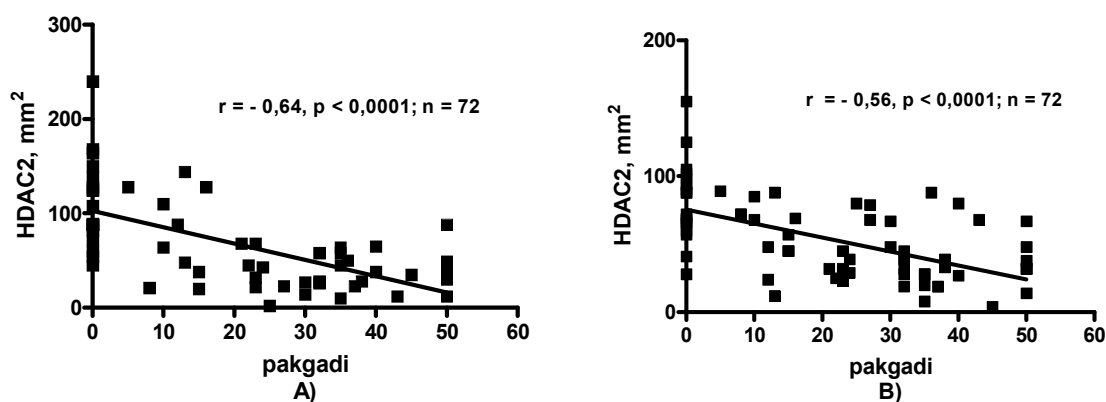 300
200
100
0
HDAC2, mm²
r = - 0,64, p < 0,0001; n = 72
0 10 20 30 40 50 60
pakgadi
A)
200
100
0
HDAC2, mm²
r = - 0,56, p < 0,0001; n = 72
0 10 20 30 40 50 60
pakgadi
B)